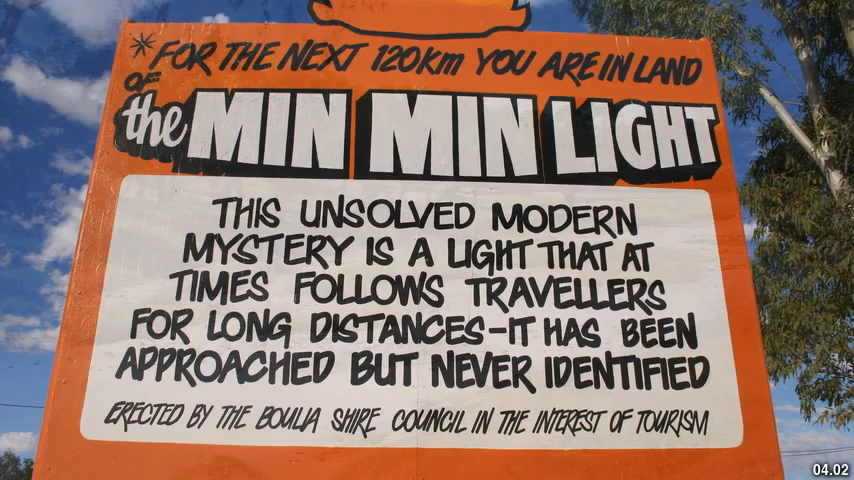 *FOR THE NEXT 120Km YOU ARE IN LAND
OF
the MIN MIN LIGHT
THIS UNSOLVED MODERN
MYSTERY IS A LIGHT THAT AT
TIMES FOLLOWS TRAVELLERS
FOR LONG DISTANCES-IT HAS BEEN
APPROACHED BUT NEVER IDENTIFIED
ERECTED BY THE BOULIA SHIRE COUNCIL IN THE INTEREST OF TOURISM
04.02